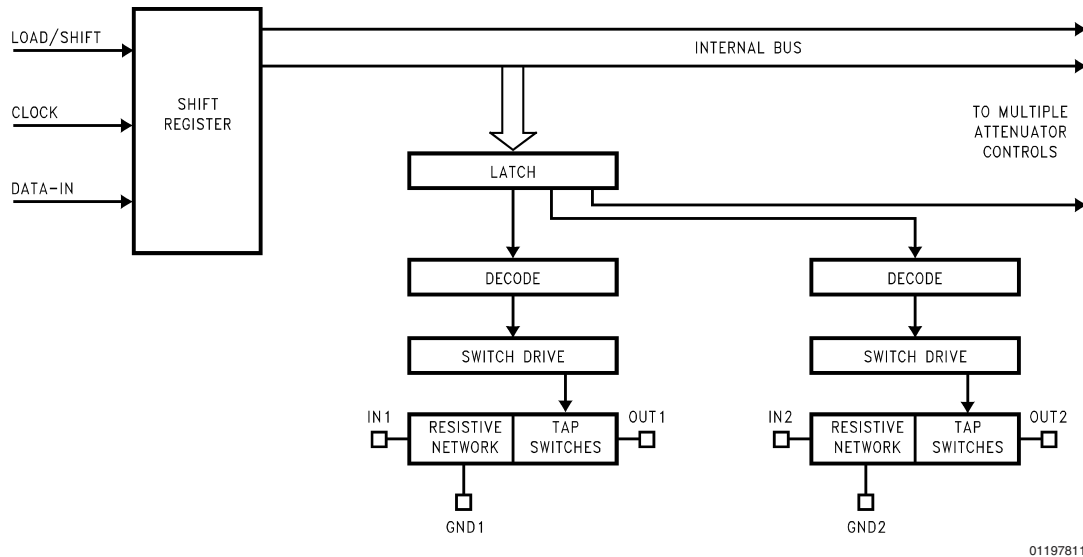 LOAD/SHIFT
CLOCK
DATA-IN
SHIFT
REGISTER
INTERNAL BUS
TO MULTIPLE
ATTENUATOR
CONTROLS
LATCH
DECODE
DECODE
SWITCH DRIVE
SWITCH DRIVE
IN1
RESISTIVE
NETWORK
TAP
SWITCHES
OUT1
GND1
IN2
RESISTIVE
NETWORK
TAP
SWITCHES
OUT2
GND2
01197811